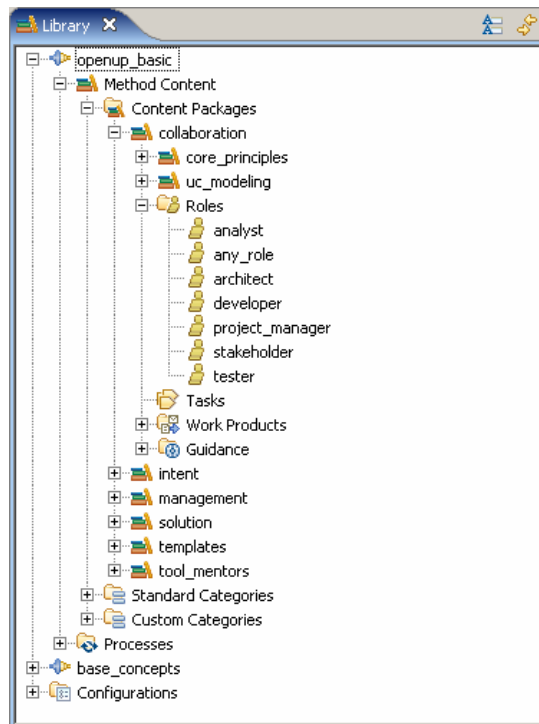 Library
openup_basic
Method Content
Content Packages
collaboration
core_principles
uc_modeling
Roles
analyst
any_role
architect
developer
project_manager
stakeholder
tester
Tasks
Work Products
Guidance
intent
management
solution
templates
tool_mentors
Standard Categories
Custom Categories
Processes
base_concepts
Configurations